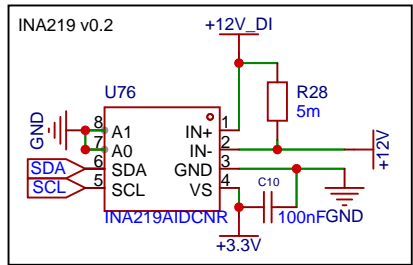 INA219 v0.2
+12V_DI
U76
R28
5m
GND
8 A1
IN+ 1
7 A0
IN- 2
+12V
SDA
6 SDA
GND 3
SCL
5 SCL
VS 4
C10
INA219AIDCNR
100nF
GND
+3.3V